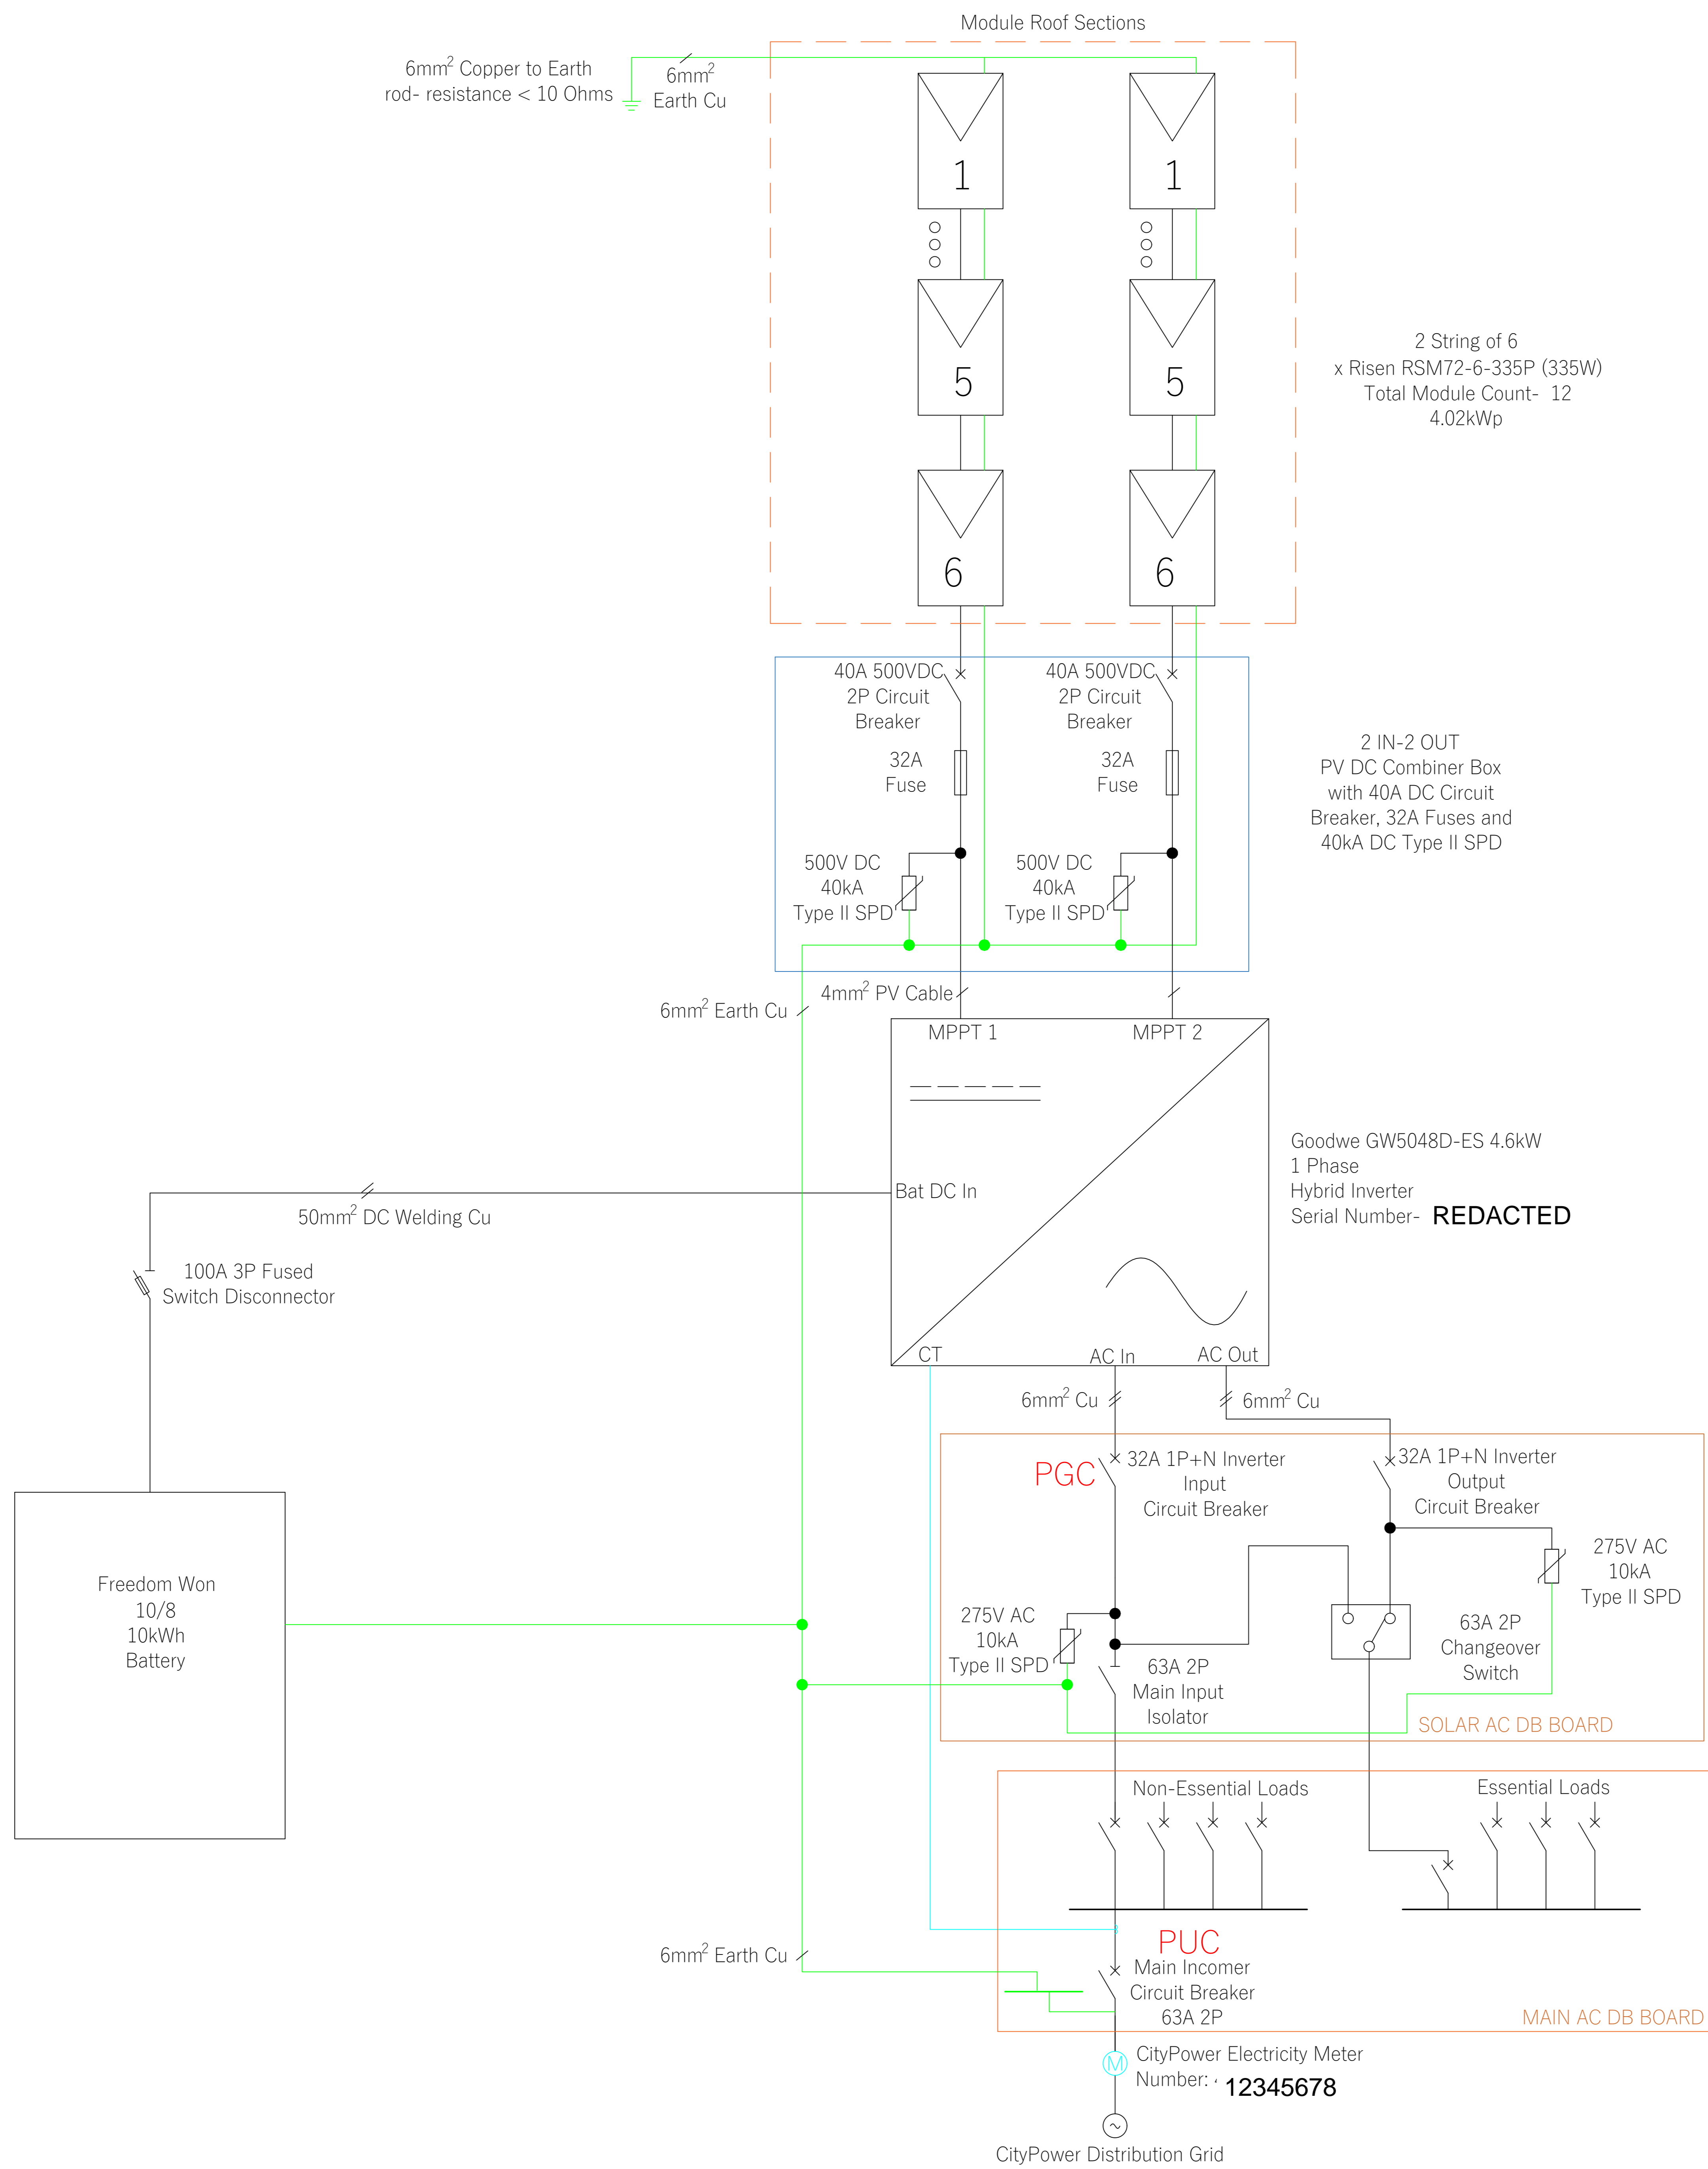 Module Roof Sections
6mm² Copper to Earth
rod- resistance < 10 Ohms
6mm²
Earth Cu
1
1
5
5
6
6
2 String of 6
x Risen RSM72-6-335P (335W)
Total Module Count- 12
4.02kWp
40A 500VDC
2P Circuit
Breaker
40A 500VDC
2P Circuit
Breaker
32A
Fuse
32A
Fuse
2 IN-2 OUT
PV DC Combiner Box
with 40A DC Circuit
Breaker, 32A Fuses and
40kA DC Type II SPD
500V DC
40kA
Type II SPD
500V DC
40kA
Type II SPD
4mm² PV Cable
6mm² Earth Cu
MPPT 1
MPPT 2
Goodwe GW5048D-ES 4.6kW
1 Phase
Hybrid Inverter
Serial Number- REDACTED
Bat DC In
50mm² DC Welding Cu
100A 3P Fused
Switch Disconnector
CT
AC In
AC Out
6mm² Cu
6mm² Cu
PGC
32A 1P+N Inverter
Input
Circuit Breaker
32A 1P+N Inverter
Output
Circuit Breaker
275V AC
10kA
Type II SPD
Freedom Won
10/8
10kWh
Battery
275V AC
10kA
Type II SPD
63A 2P
Changeover
Switch
63A 2P
Main Input
Isolator
SOLAR AC DB BOARD
Non-Essential Loads
Essential Loads
PUC
Main Incomer
Circuit Breaker
63A 2P
6mm² Earth Cu
MAIN AC DB BOARD
M
CityPower Electricity Meter
Number: 12345678
CityPower Distribution Grid